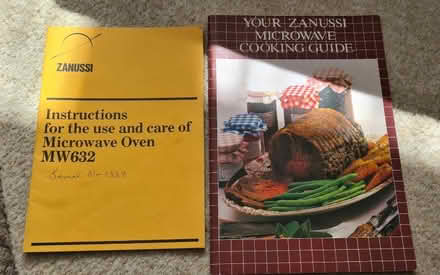 ZANUSSI
Instructions
for the use and care of
Microwave Oven
MW632
YOUR ZANUSSI
MICROWAVE
COOKING GUIDE